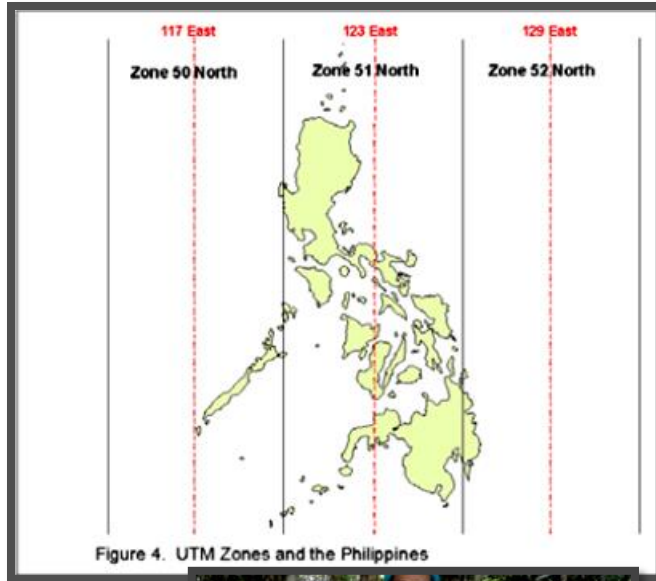 117 East 123 East 129 East
Zone 50 North Zone 51 North Zone 52 North
Figure 4. UTM Zones and the Philippines